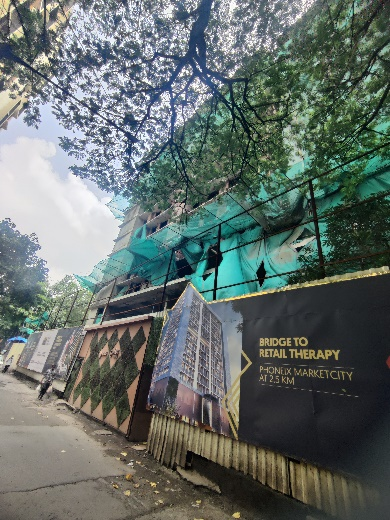 BRIDGE TO
RETAIL THERAPY
PHOENIX MARKETCITY
AT 2.5 KM